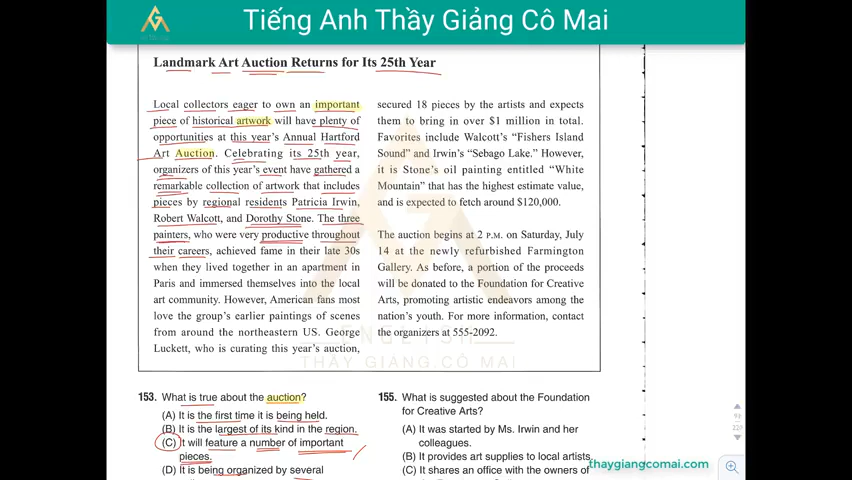 Tiếng Anh Thầy Giảng Cô Mai
Landmark Art Auction Returns for Its 25th Year
Local collectors eager to own an important
piece of historical artwork will have plenty of
opportunities at this year's Annual Hartford
Art Auction. Celebrating its 25th year,
organizers of this year's event have gathered a
remarkable collection of artwork that includes
pieces by regional residents Patricia Irwin,
Robert Walcott, and Dorothy Stone. The three
painters, who were very productive throughout
their careers, achieved fame in their late 30s
when they lived together in an apartment in
Paris and immersed themselves into the local
art community. However, American fans most
love the group's earlier paintings of scenes
from around the northeastern US. George
Luckett, who is curating this year's auction,
secured 18 pieces by the artists and expects
them to bring in over $1 million in total.
Favorites include Walcott's “Fishers Island
Sound” and Irwin's “Sebago Lake.” However,
it is Stone's oil painting entitled “White
Mountain” that has the highest estimate value,
and is expected to fetch around $120,000.
The auction begins at 2 P.M. on Saturday, July
14 at the newly refurbished Farmington
Gallery. As before, a portion of the proceeds
will be donated to the Foundation for Creative
Arts, promoting artistic endeavors among the
nation's youth. For more information, contact
the organizers at 555-2092.
ENGLISH
THẦY GIẢNG.CÔ MAI
153. What is true about the auction?
(A) It is the first time it is being held.
(B) It is the largest of its kind in the region.
(C) It will feature a number of important
pieces.
(D) It is being organized by several
155. What is suggested about the Foundation
for Creative Arts?
(A) It was started by Ms. Irwin and her
colleagues.
(B) It provides art supplies to local artists.
(C) It shares an office with the owners of
thaygiangcomai.com